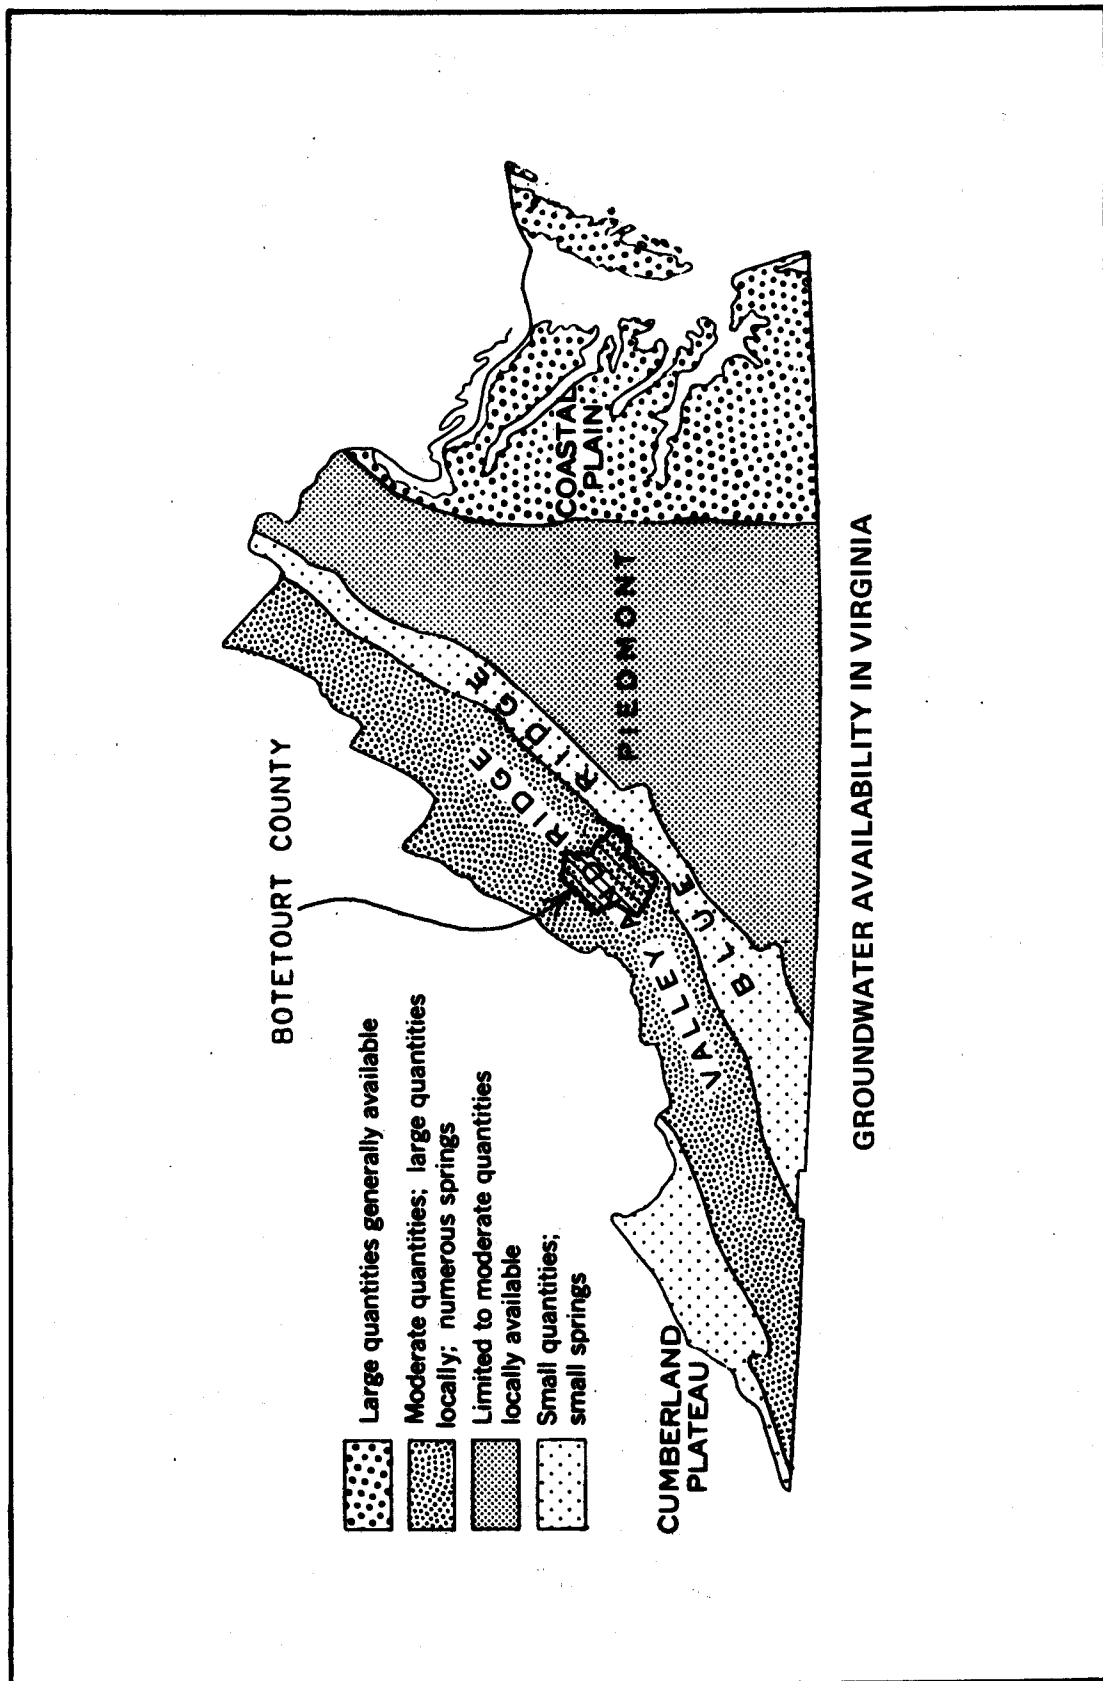 BOTETOURT COUNTY
Large quantities generally available
Moderate quantities; large quantities
locally; numerous springs
Limited to moderate quantities
locally available
Small quantities;
small springs
CUMBERLAND
PLATEAU
VALLEY AND RIDGE
BLUE RIDGE
PIEDMONT
COASTAL
PLAIN
GROUNDWATER AVAILABILITY IN VIRGINIA